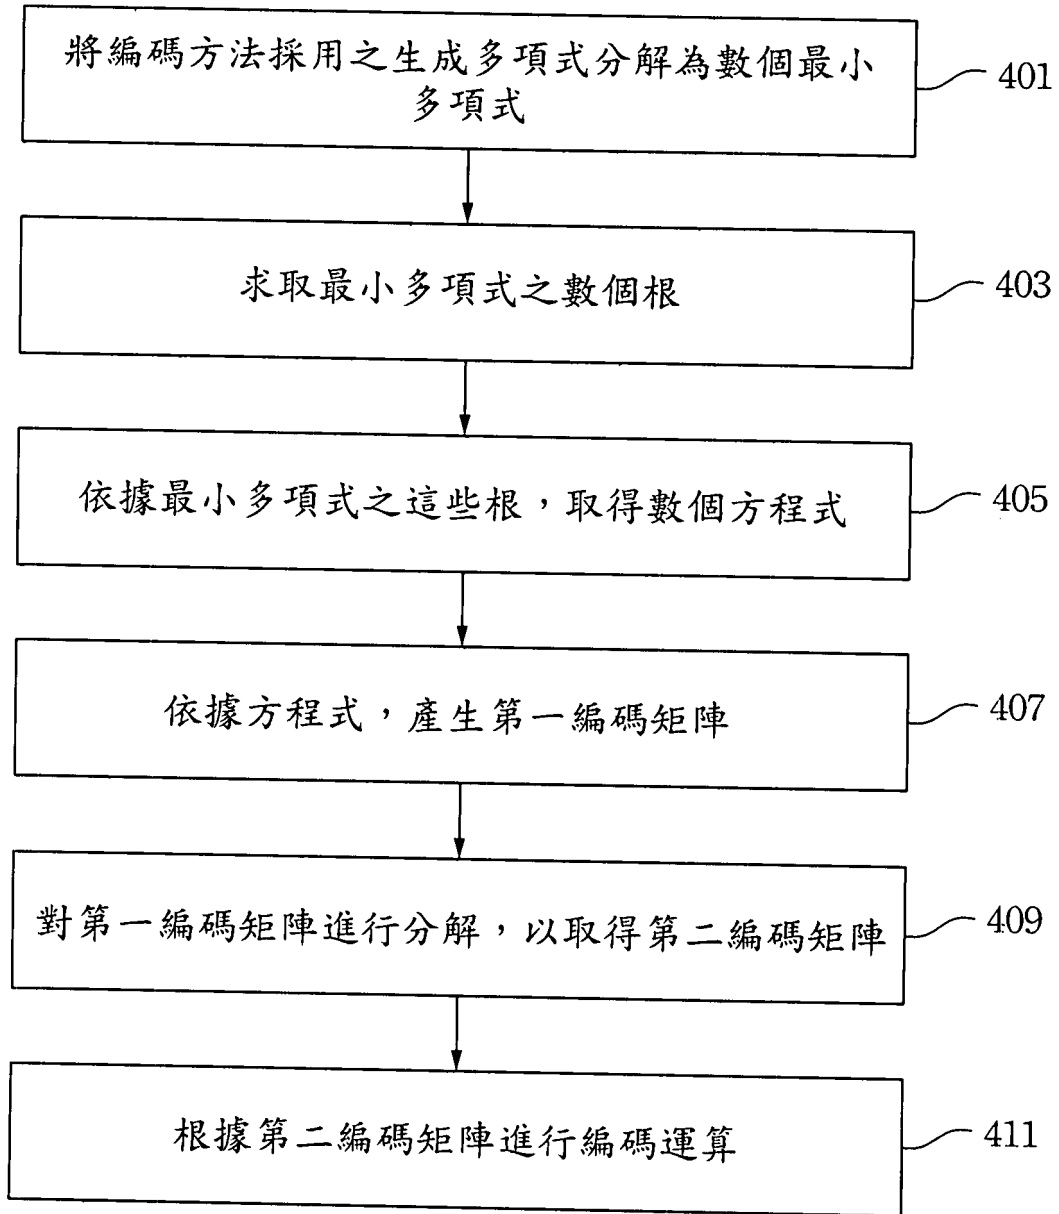 將編碼方法採用之生成多項式分解為數個最小
多項式
401
求取最小多項式之數個根
403
依據最小多項式之這些根，取得數個方程式
405
依據方程式，產生第一編碼矩陣
407
對第一編碼矩陣進行分解，以取得第二編碼矩陣
409
根據第二編碼矩陣進行編碼運算
411